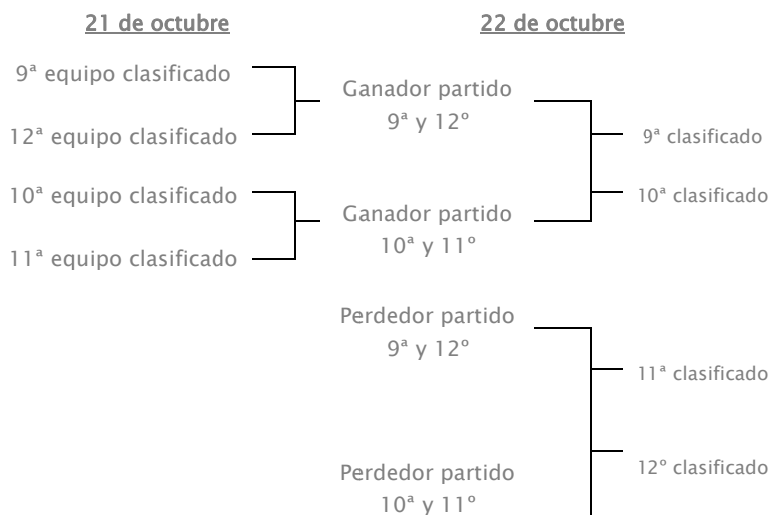 21 de octubre
22 de octubre
9ª equipo clasificado
12ª equipo clasificado
10ª equipo clasificado
11ª equipo clasificado
Ganador partido
9ª y 12º
Ganador partido
10ª y 11º
Perdedor partido
9ª y 12º
Perdedor partido
10ª y 11º
9ª clasificado
10ª clasificado
11ª clasificado
12º clasificado